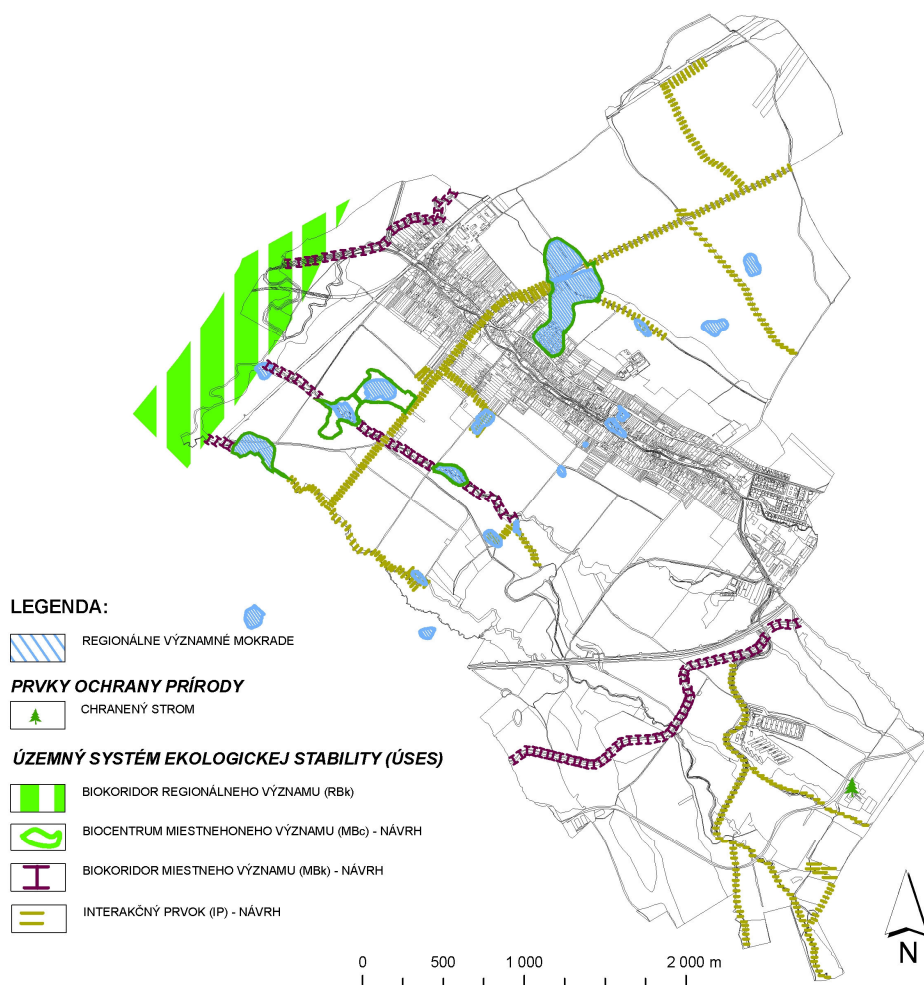 LEGENDA:
REGIONÁLNE VÝZNAMNÉ MOKRADE
PRVKY OCHRANY PRÍRODY
CHRANENÝ STROM
ÚZEMNÝ SYSTÉM EKOLOGICKEJ STABILITY (ÚSES)
BIOKORIDOR REGIONÁLNEHO VÝZNAMU (RBk)
BIOCENTRUM MIESTNEHONEHO VÝZNAMU (MBc) - NÁVRH
BIOKORIDOR MIESTNEHO VÝZNAMU (MBk) - NÁVRH
INTERAKČNÝ PRVOK (IP) - NÁVRH
N
0 500 1 000 2 000 m